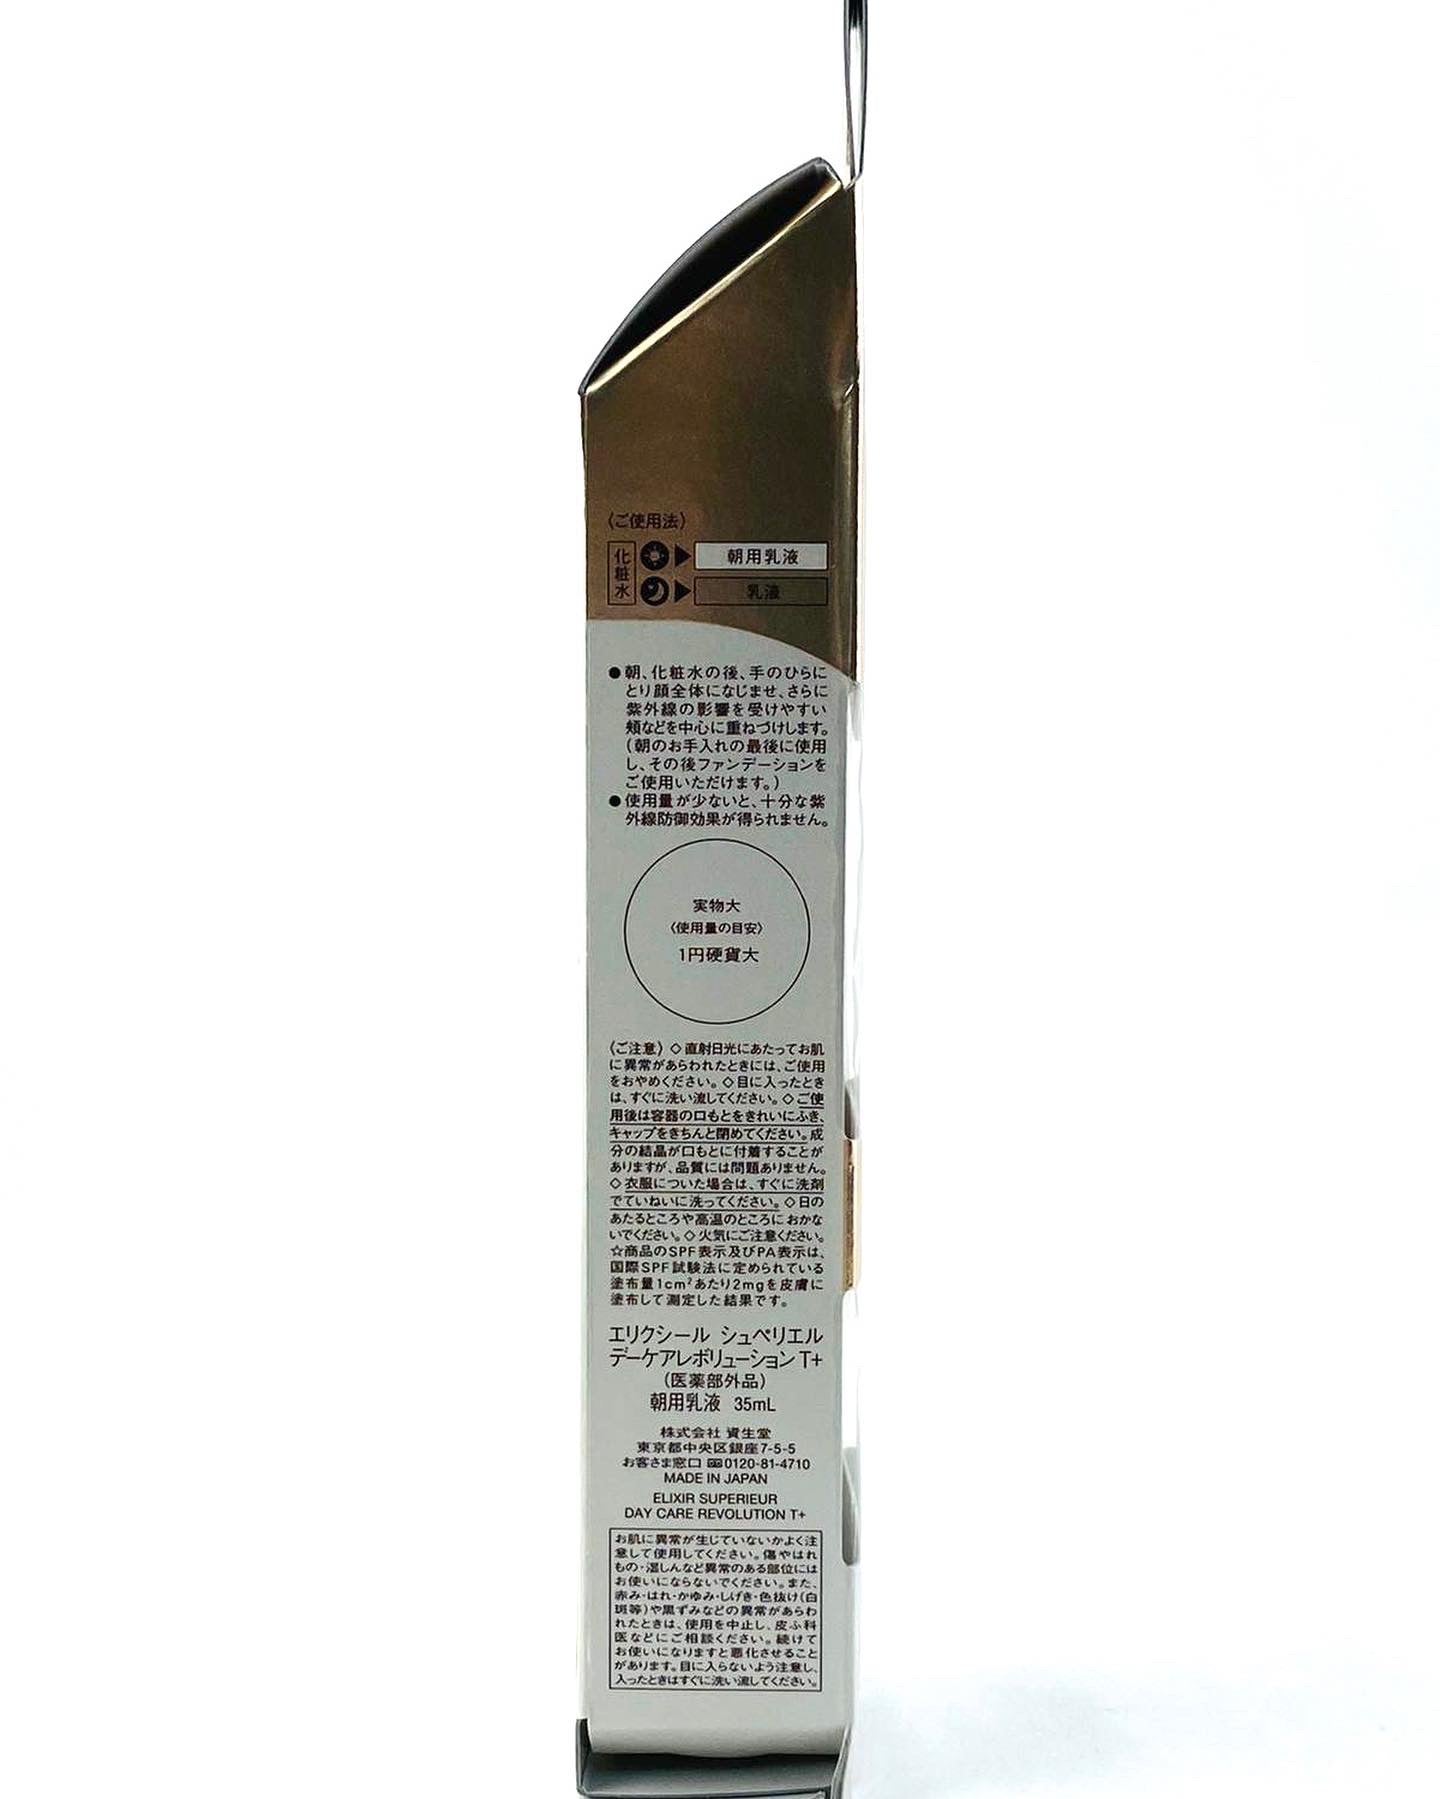 〈ご使用法〉
化粧水
朝用乳液
乳液
●朝、化粧水の後、手のひらに
とり顔全体になじませ、さらに
紫外線の影響を受けやすい
頬などを中心に重ねづけします。
(朝のお手入れの最後に使用
し、その後ファンデーションを
ご使用いただけます。)
●使用量が少ないと、十分な紫
外線防御効果が得られません。
実物大
〈使用量の目安〉
1円硬貨大
〈ご注意〉◇直射日光にあたってお肌
に異常があらわれたときには、ご使用
をおやめください。◇目に入ったとき
は、すぐに洗い流してください。◇ご使
用後は容器の口もとをきれいにふき、
キャップをきちんと閉めてください。成
分の結晶が口もとに付着することが
ありますが、品質には問題ありません。
◇衣服についた場合は、すぐに洗剤
でていねいに洗ってください。◇日の
あたるところや高温のところにおかな
いでください。◇火気にご注意ください。
☆商品のSPF表示及びPA表示は、
国際SPF試験法に定められている
塗布量1cm²あたり2mgを皮膚に
塗布して測定した結果です。
エリクシール シュペリエル
デーケアレボリューション T+
(医薬部外品)
朝用乳液 35mL
株式会社 資生堂
東京都中央区銀座7-5-5
お客さま窓口 0120-81-4710
MADE IN JAPAN
ELIXIR SUPERIEUR
DAY CARE REVOLUTION T+
お肌に異常が生じていないかよく注
意して使用してください。傷やはれ
もの・湿しんなど異常のある部位には
お使いにならないでください。また、
赤み・はれ・かゆみ・しげき・色抜け(白
斑等)や黒ずみなどの異常があらわ
れたときは、使用を中止し、皮ふ科
医などにご相談ください。続けて
お使いになりますと悪化させること
があります。目に入らないよう注意し、
入ったときはすぐに洗い流してください。